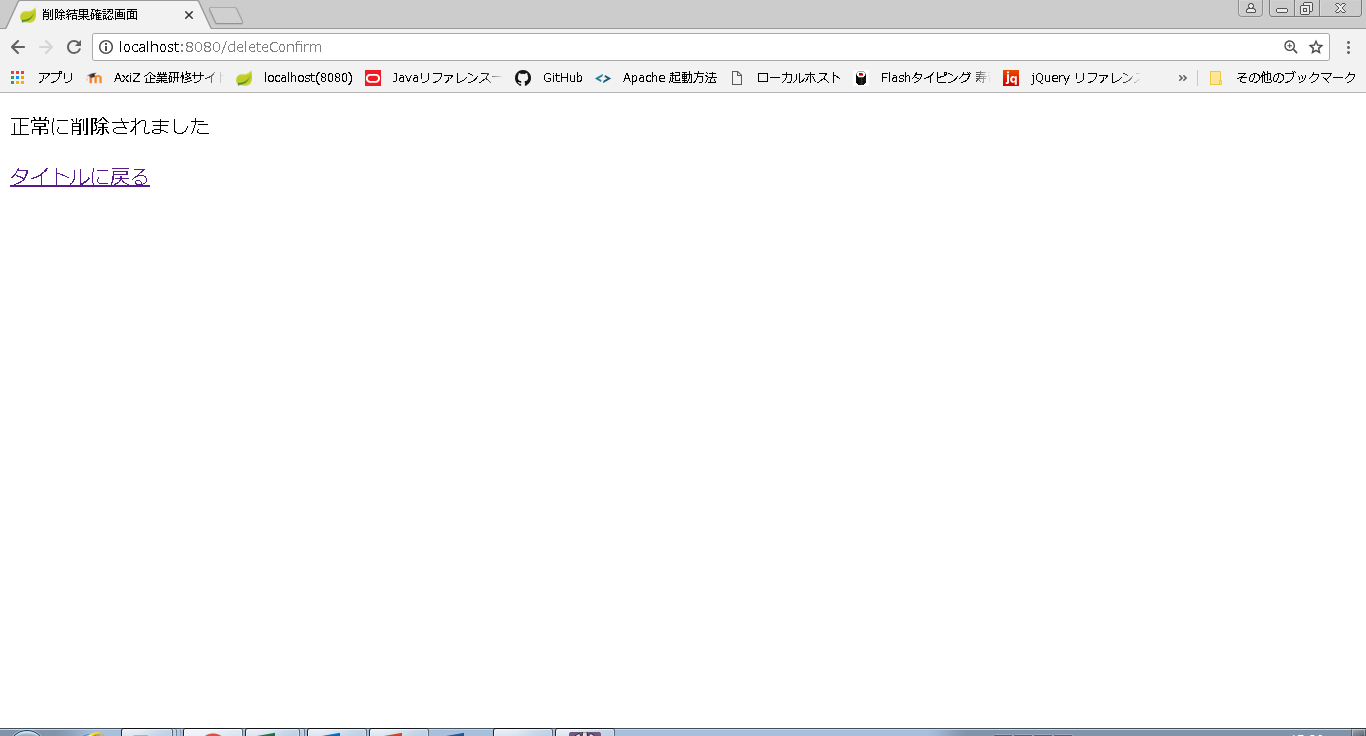 削除結果確認画面
localhost:8080/deleteConfirm
アプリ AxiZ 企業研修サイト localhost(8080) Javaリファレンス GitHub <> Apache 起動方法 ローカルホスト Flashタイピング 寿 jq jQuery リファレン » その他のブックマーク
正常に削除されました
タイトルに戻る